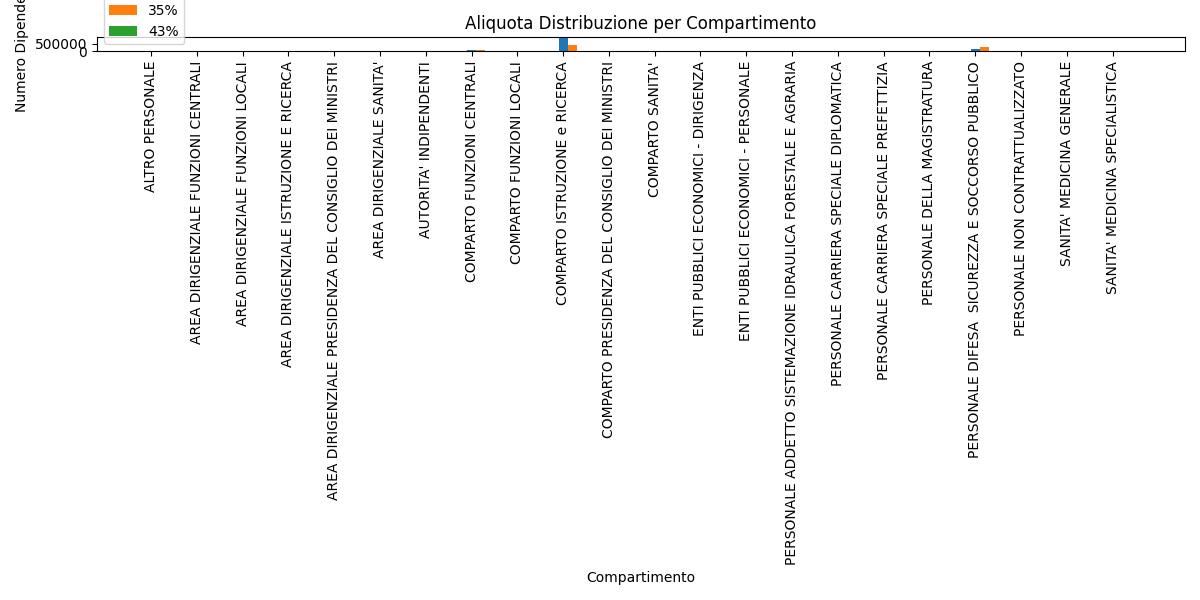 Aliquota Distribuzione per Compartimento
35%
43%
Numero Dipende
500000
0
ALTRO PERSONALE
AREA DIRIGENZIALE FUNZIONI CENTRALI
AREA DIRIGENZIALE FUNZIONI LOCALI
AREA DIRIGENZIALE ISTRUZIONE E RICERCA
AREA DIRIGENZIALE PRESIDENZA DEL CONSIGLIO DEI MINISTRI
AREA DIRIGENZIALE SANITA'
AUTORITA' INDIPENDENTI
COMPARTO FUNZIONI CENTRALI
COMPARTO FUNZIONI LOCALI
COMPARTO ISTRUZIONE e RICERCA
COMPARTO PRESIDENZA DEL CONSIGLIO DEI MINISTRI
COMPARTO SANITA'
ENTI PUBBLICI ECONOMICI - DIRIGENZA
ENTI PUBBLICI ECONOMICI - PERSONALE
PERSONALE ADDETTO SISTEMAZIONE IDRAULICA FORESTALE E AGRARIA
PERSONALE CARRIERA SPECIALE DIPLOMATICA
PERSONALE CARRIERA SPECIALE PREFETTIZIA
PERSONALE DELLA MAGISTRATURA
PERSONALE DIFESA  SICUREZZA E SOCCORSO PUBBLICO
PERSONALE NON CONTRATTUALIZZATO
SANITA' MEDICINA GENERALE
SANITA' MEDICINA SPECIALISTICA
Compartimento